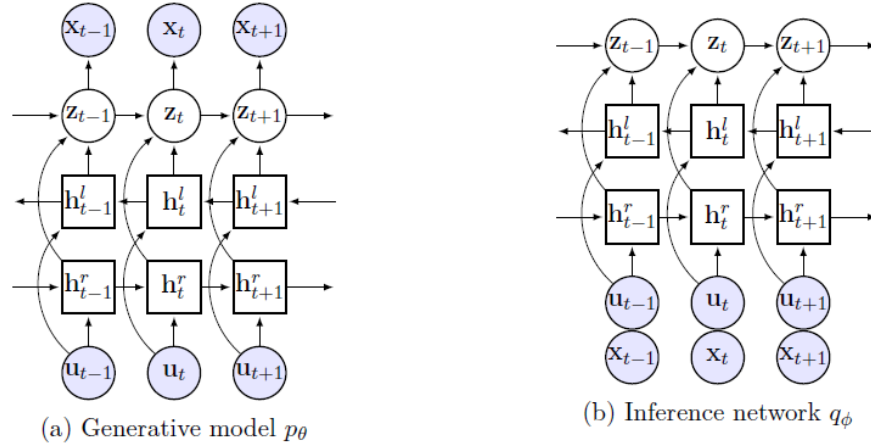 x_{t−1} x_t x_{t+1}
z_{t−1} z_t z_{t+1}
h^l_{t−1} h^l_t h^l_{t+1}
h^r_{t−1} h^r_t h^r_{t+1}
u_{t−1} u_t u_{t+1}
(a) Generative model p_θ
z_{t−1} z_t z_{t+1}
h^l_{t−1} h^l_t h^l_{t+1}
h^r_{t−1} h^r_t h^r_{t+1}
u_{t−1} u_t u_{t+1}
x_{t−1} x_t x_{t+1}
(b) Inference network q_ϕ